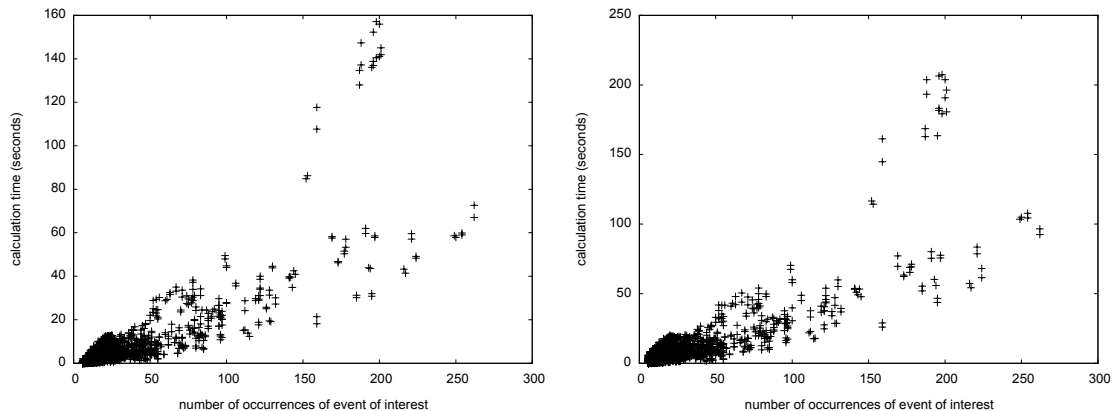 160
140
120
100
80
60
40
20
0
0 50 100 150 200 250 300
calculation time (seconds)
number of occurrences of event of interest
250
200
150
100
50
0
0 50 100 150 200 250 300
calculation time (seconds)
number of occurrences of event of interest